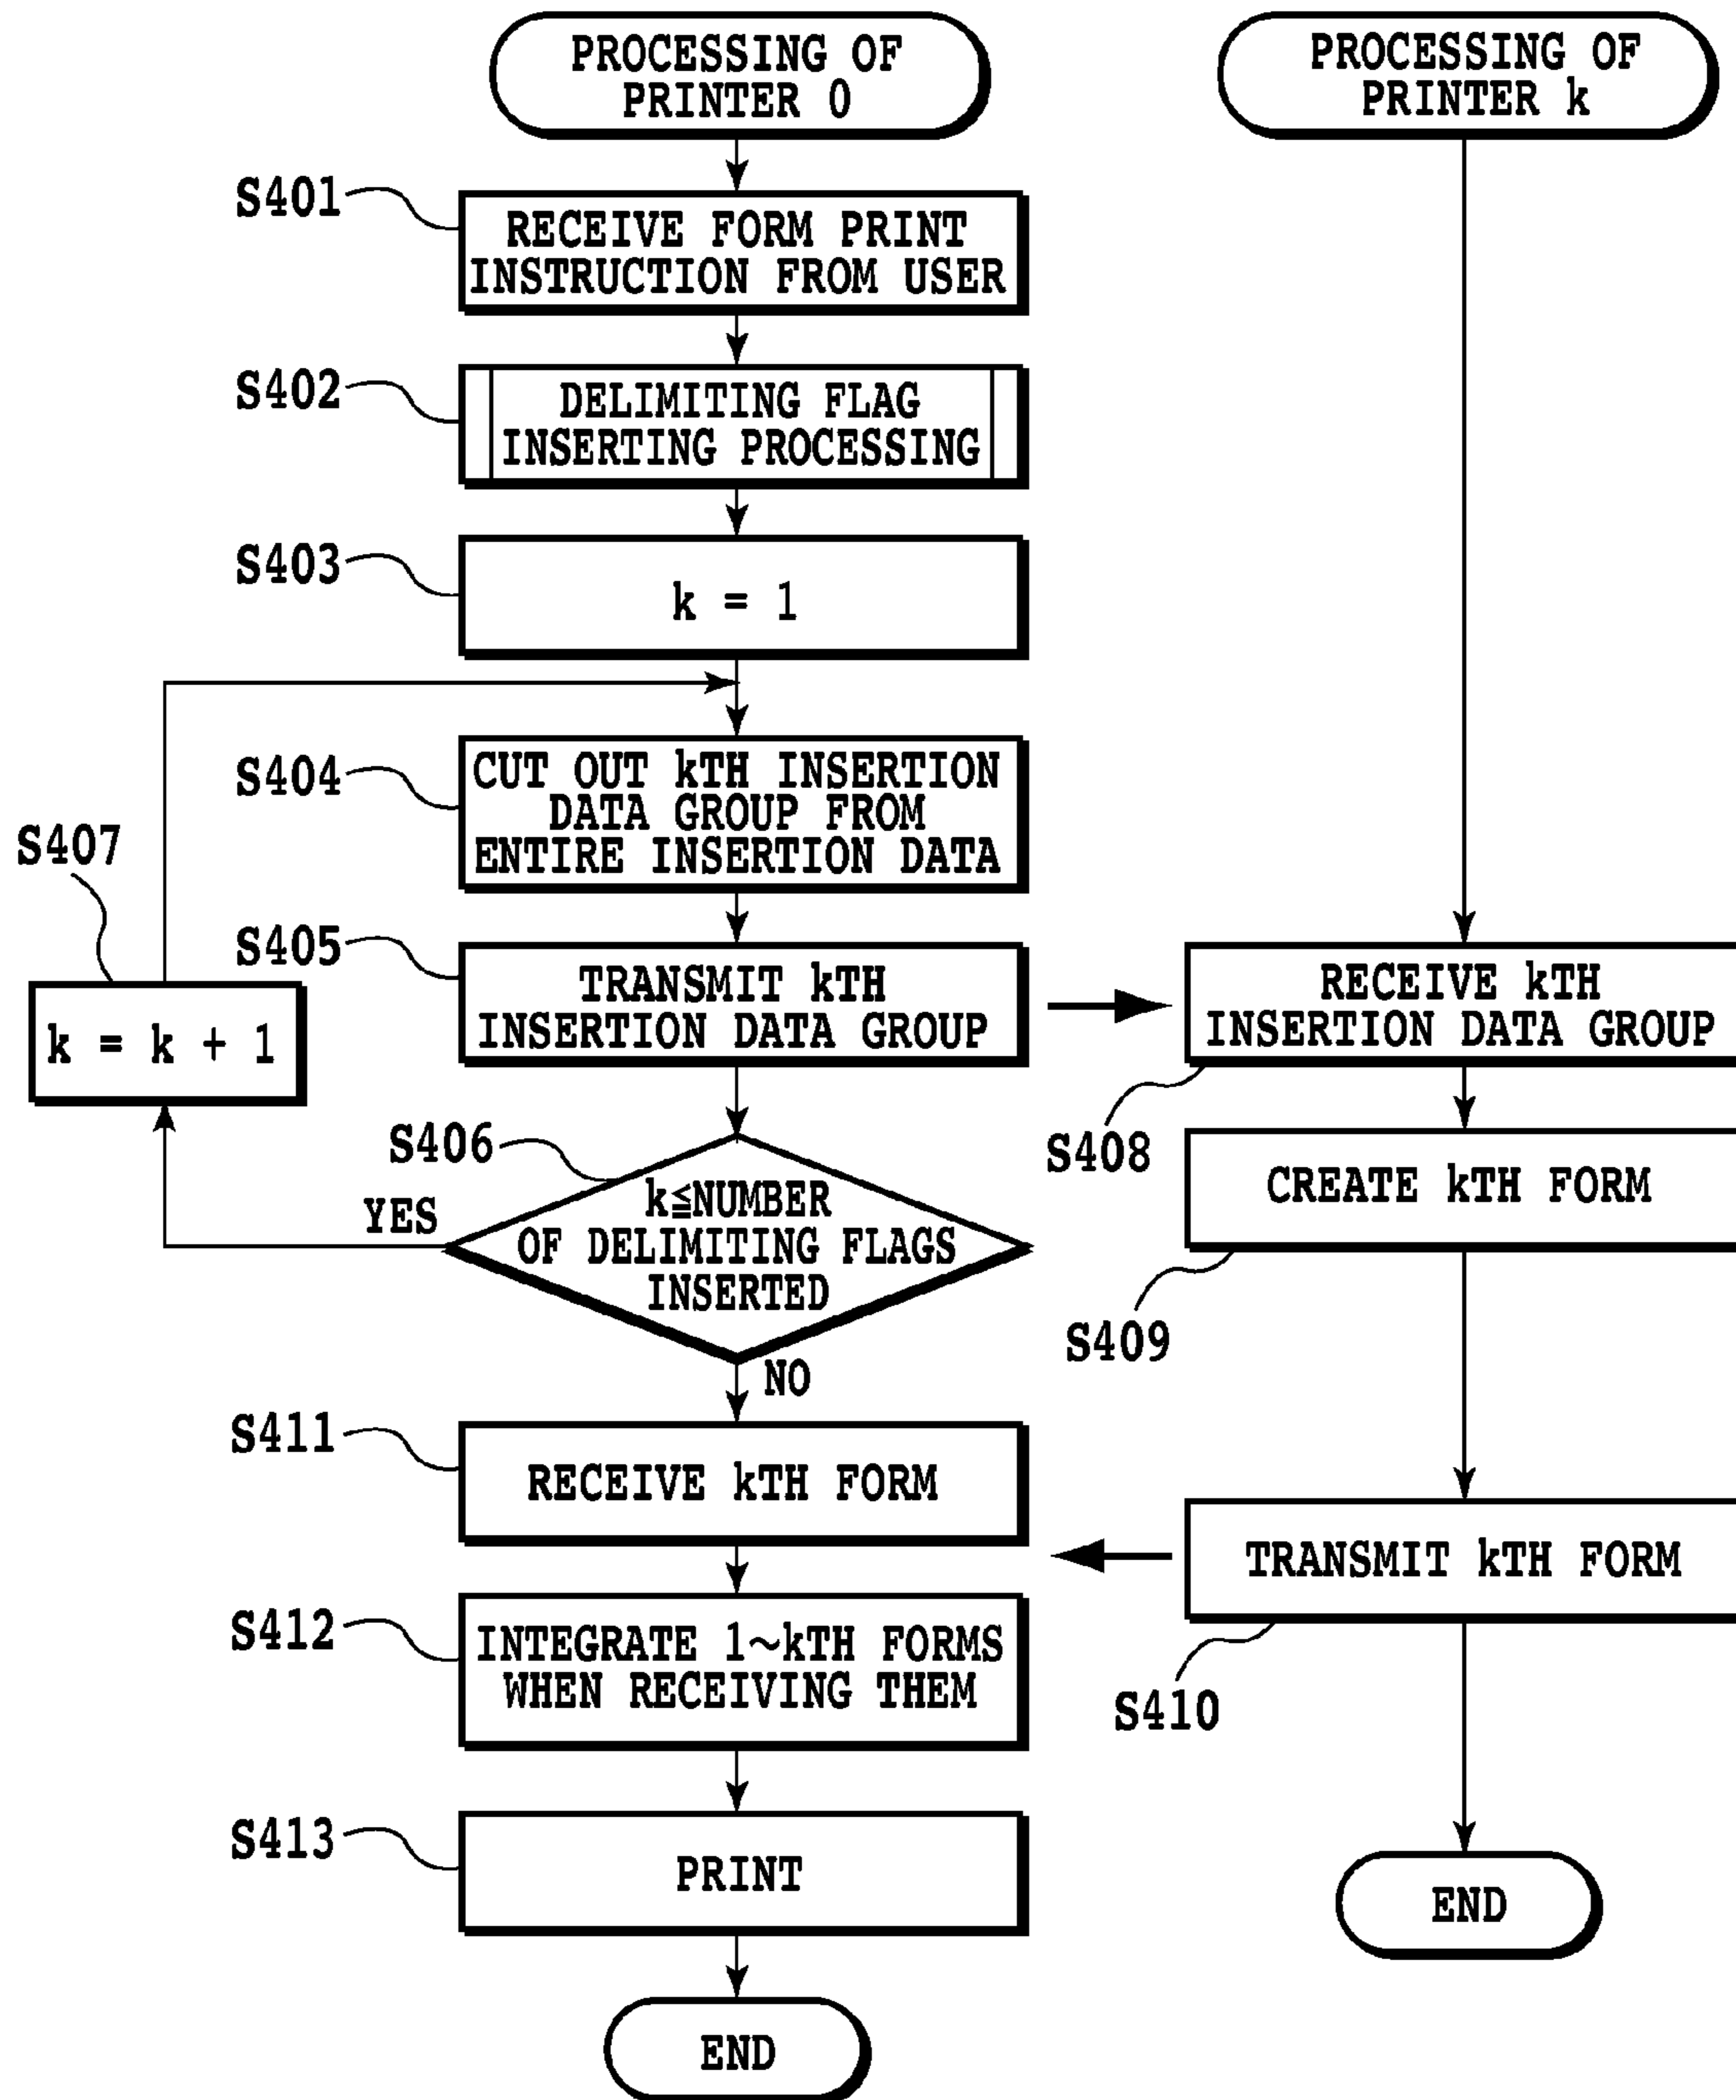 PROCESSING OF
PRINTER 0
S401
RECEIVE FORM PRINT
INSTRUCTION FROM USER
S402
DELIMITING FLAG
INSERTING PROCESSING
S403
k = 1
S404
CUT OUT kTH INSERTION
DATA GROUP FROM
ENTIRE INSERTION DATA
S407
k = k + 1
S405
TRANSMIT kTH
INSERTION DATA GROUP
S406
k≦NUMBER
OF DELIMITING FLAGS
INSERTED
YES
NO
S411
RECEIVE kTH FORM
S412
INTEGRATE 1~kTH FORMS
WHEN RECEIVING THEM
S413
PRINT
END
PROCESSING OF
PRINTER k
RECEIVE kTH
INSERTION DATA GROUP
S408
CREATE kTH FORM
S409
TRANSMIT kTH FORM
S410
END